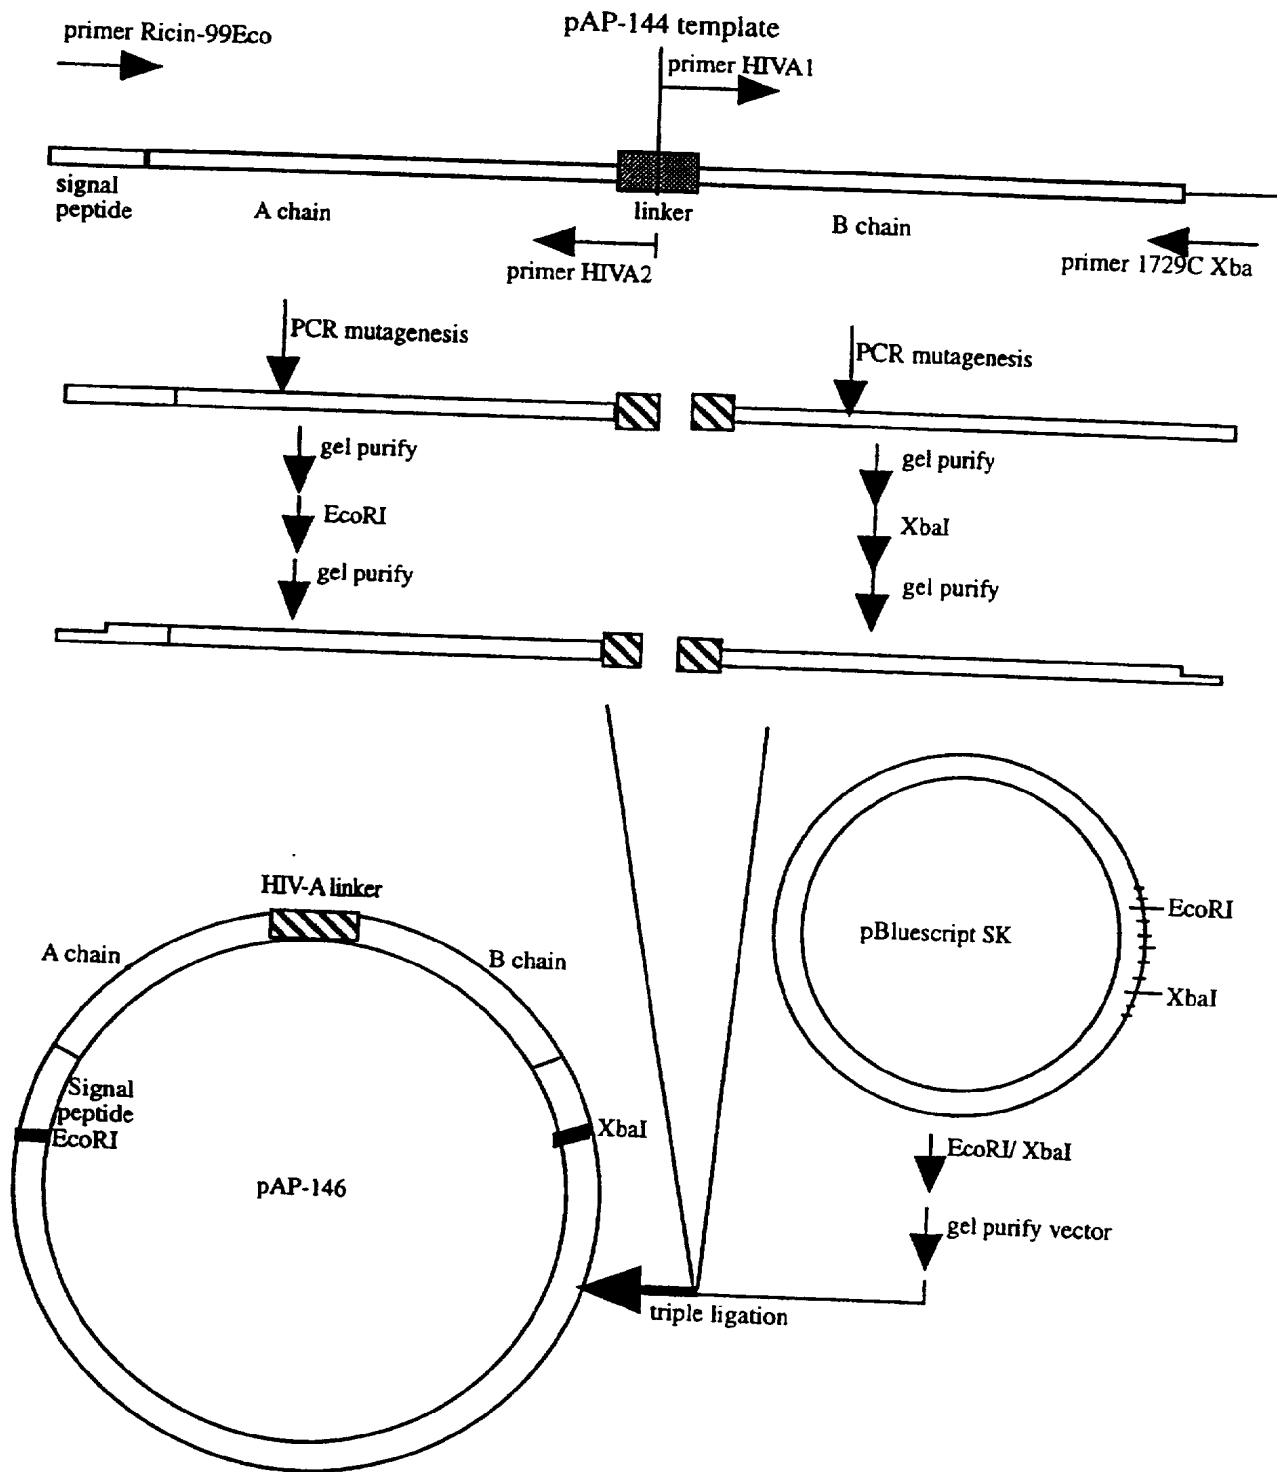 pAP-144 template
primer Ricin-99Eco
primer HIVA1
signal
peptide
A chain
linker
B chain
primer HIVA2
primer 1729C Xba
PCR mutagenesis
PCR mutagenesis
gel purify
gel purify
EcoRI
XbaI
gel purify
gel purify
HIV-A linker
A chain
B chain
EcoRI
pBluescript SK
XbaI
Signal
peptide
EcoRI
XbaI
EcoRI/ XbaI
pAP-146
gel purify vector
triple ligation